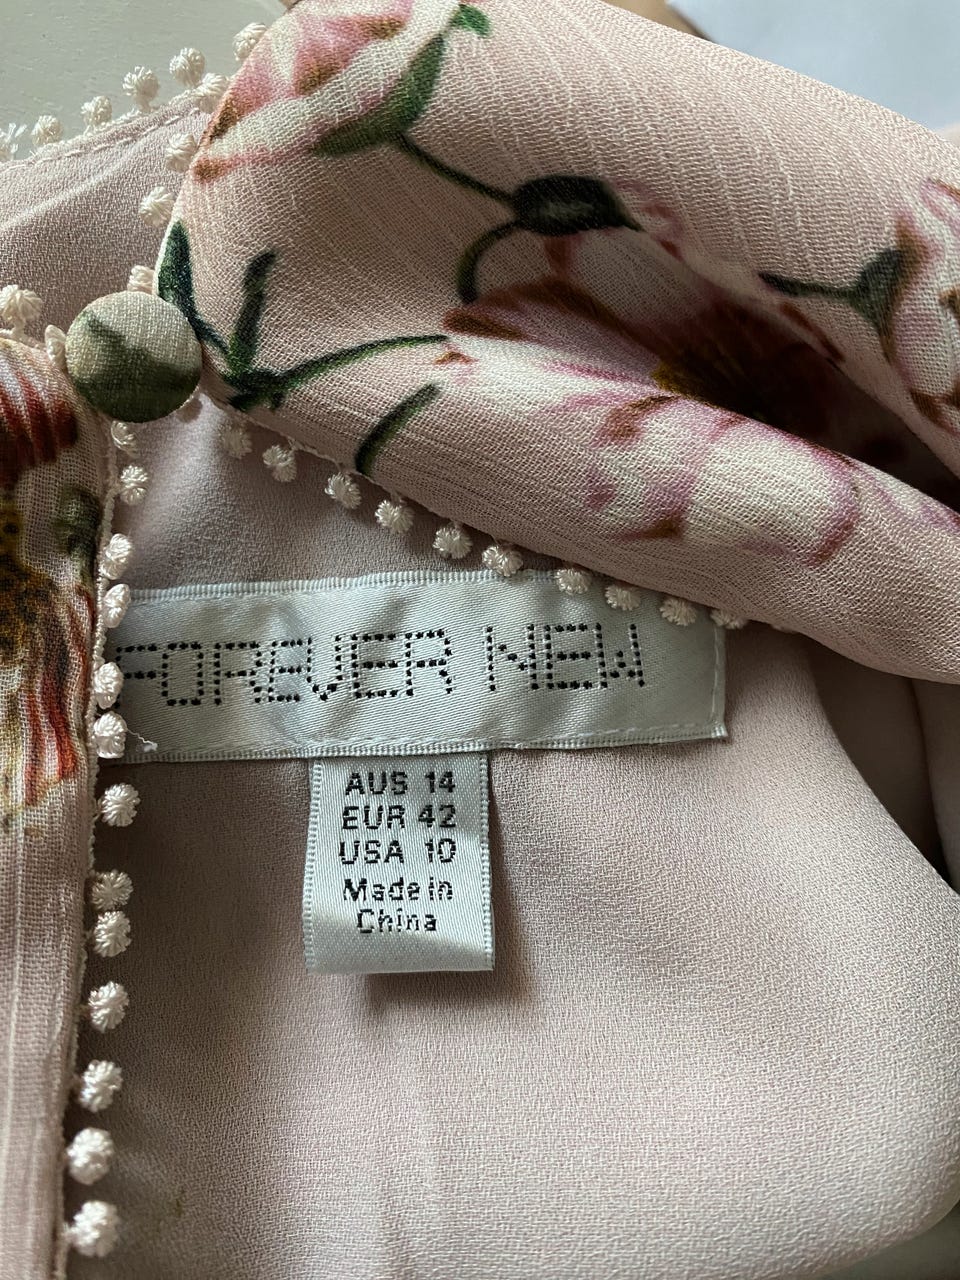 FOREVER NEW
AUS 14
EUR 42
USA 10
Made in
China